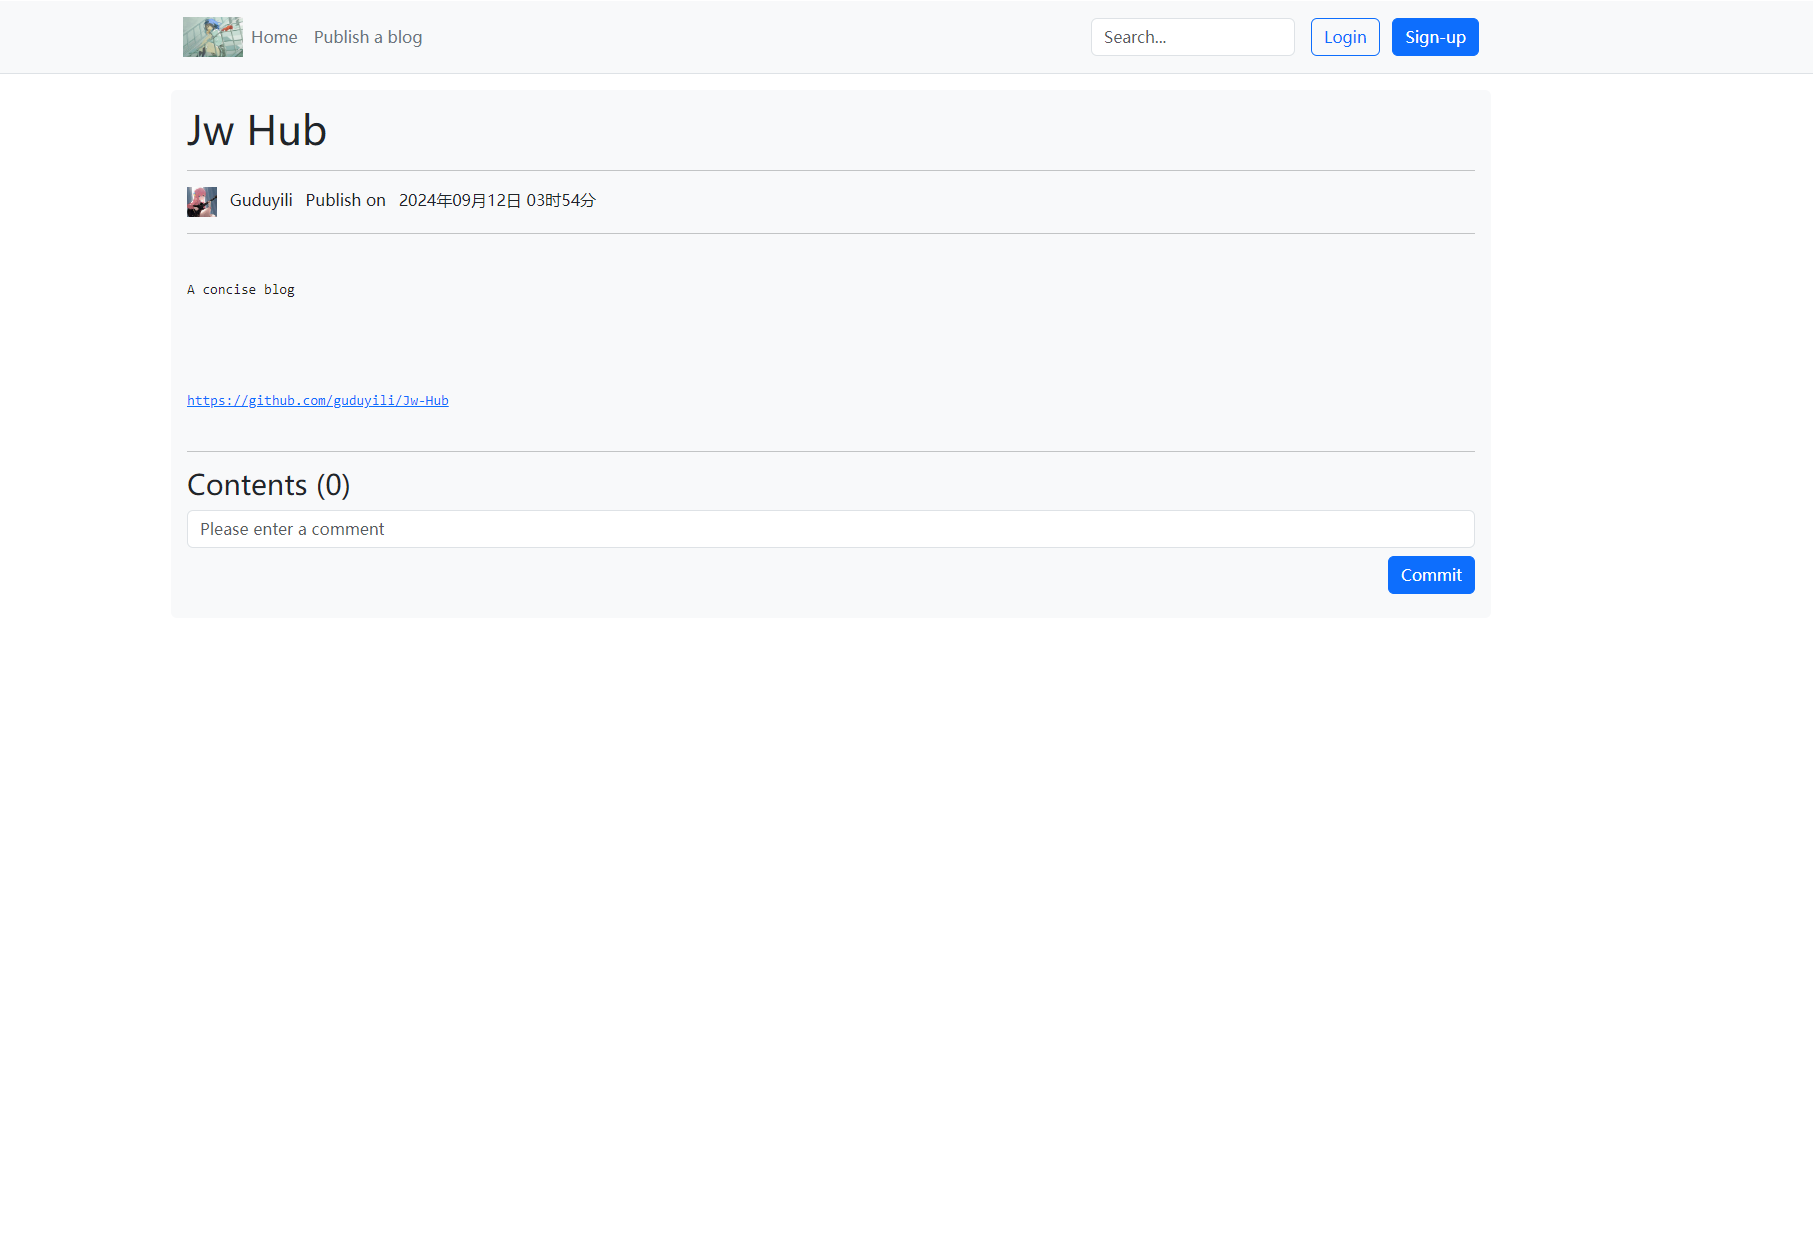 Home Publish a blog Search... Login Sign-up
Jw Hub
Guduyili Publish on 2024年09月12日 03时54分
A concise blog
https://github.com/guduyili/Jw-Hub
Contents (0)
Please enter a comment
Commit